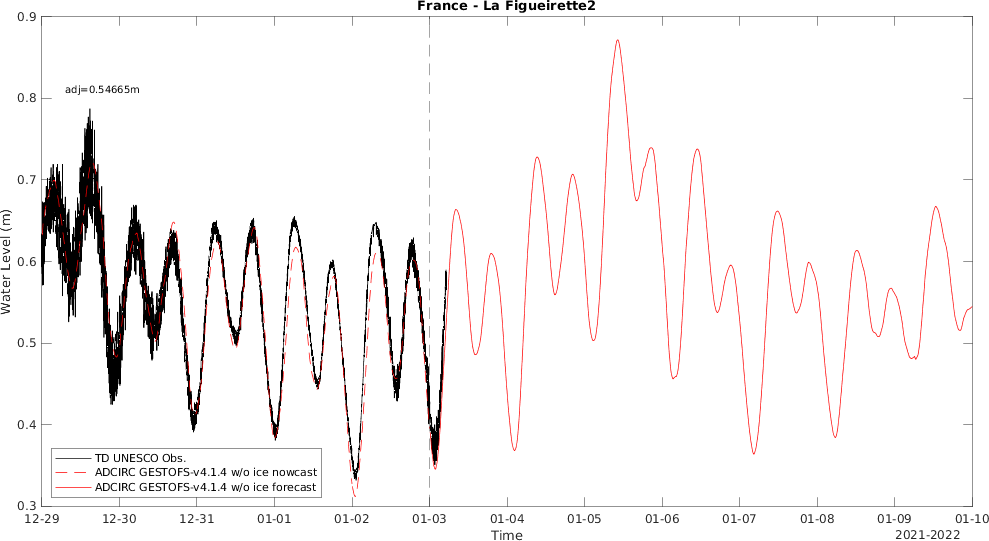 France - La Figueirette2
0.9
0.8
0.7
0.6
0.5
0.4
0.3
Water Level (m)
adj=0.54665m
TD UNESCO Obs.
ADCIRC GESTOFS-v4.1.4 w/o ice nowcast
ADCIRC GESTOFS-v4.1.4 w/o ice forecast
12-29 12-30 12-31 01-01 01-02 01-03 01-04 01-05 01-06 01-07 01-08 01-09 01-10
Time
2021-2022